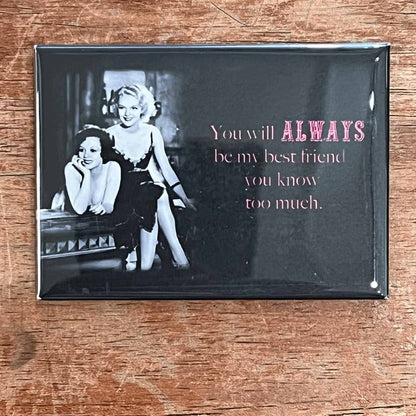 You will ALWAYS
be my best friend
you know
too much.